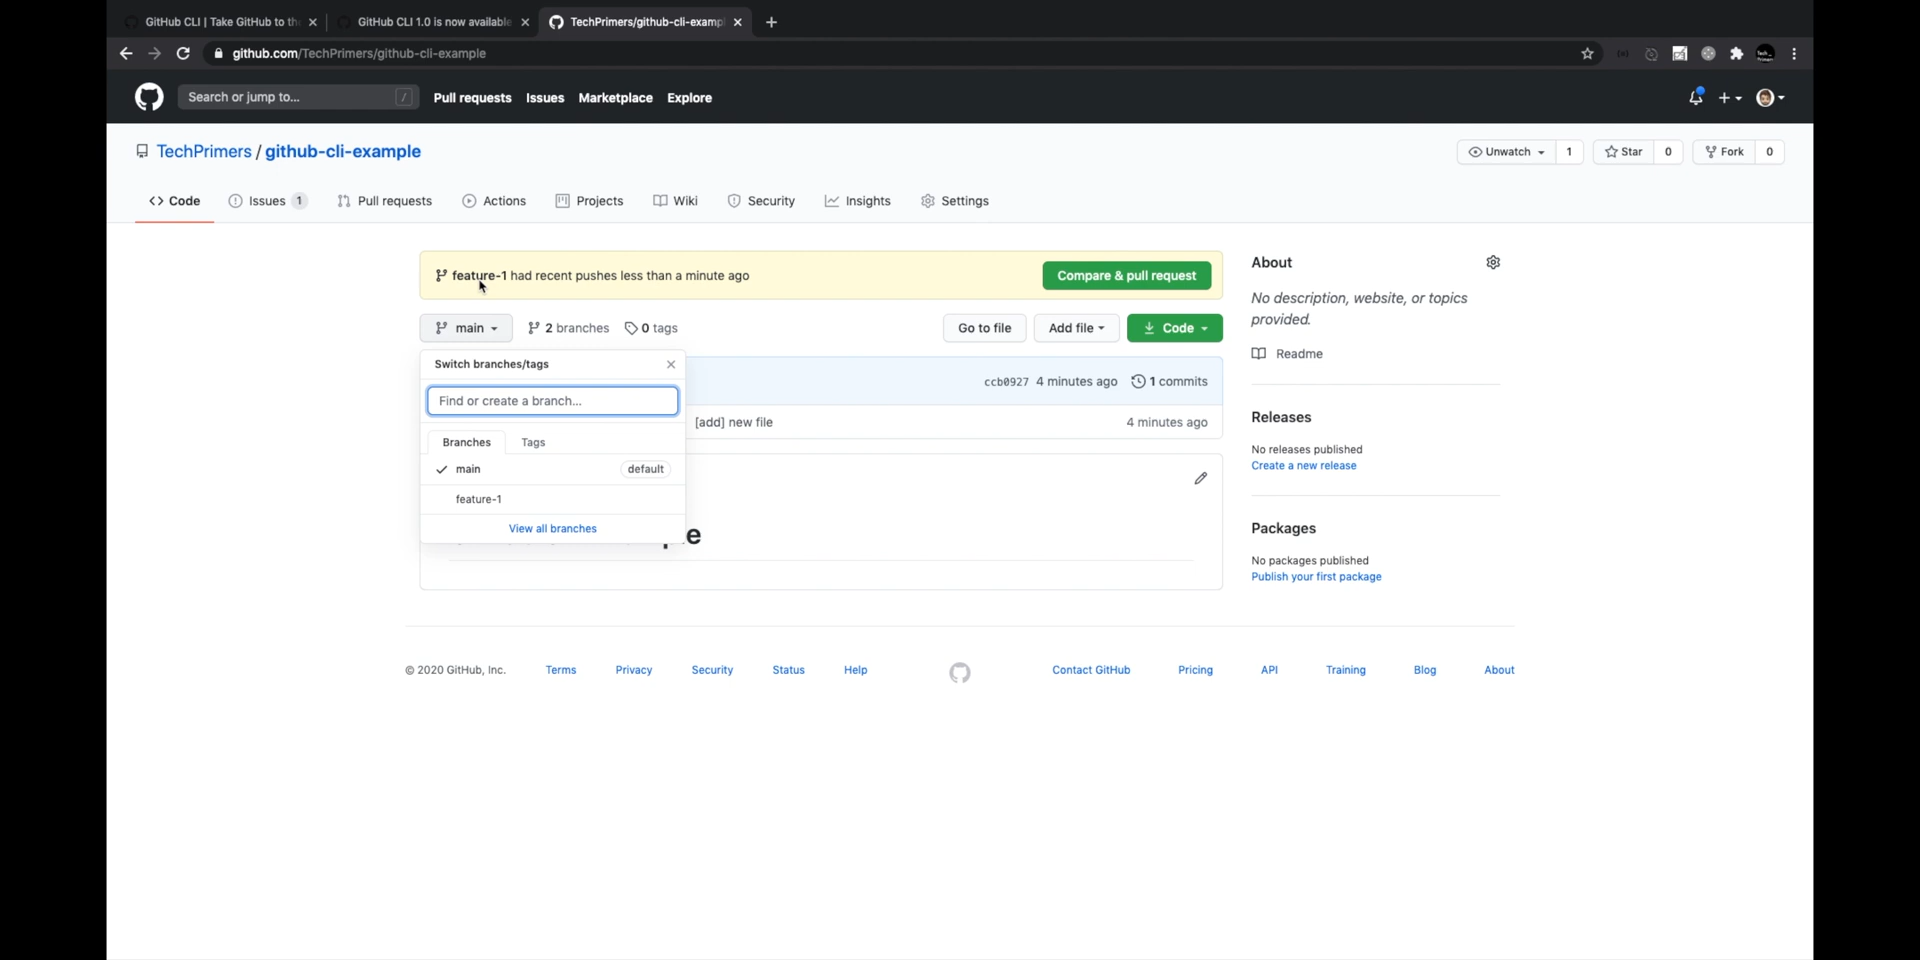 GitHub CLI | Take GitHub to th
GitHub CLI 1.0 is now available
TechPrimers/github-cli-examp
github.com/TechPrimers/github-cli-example
Search or jump to... /
Pull requests Issues Marketplace Explore
TechPrimers / github-cli-example
Unwatch 1 Star 0 Fork 0
Code Issues 1 Pull requests Actions Projects Wiki Security Insights Settings
feature-1 had recent pushes less than a minute ago
Compare & pull request
main 2 branches 0 tags
Go to file Add file Code
Switch branches/tags
Find or create a branch...
Branches Tags
main default
feature-1
View all branches
ccb0927 4 minutes ago 1 commits
[add] new file 4 minutes ago
About
No description, website, or topics
provided.
Readme
Releases
No releases published
Create a new release
Packages
No packages published
Publish your first package
© 2020 GitHub, Inc. Terms Privacy Security Status Help Contact GitHub Pricing API Training Blog About